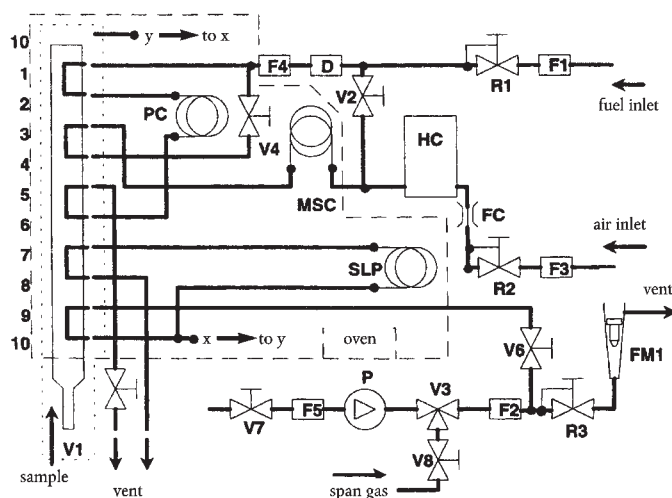 10
y to x
F4
D
F1
1
R1
V2
fuel inlet
2
PC
HC
3
V4
4
MSC
5
FC
air inlet
6
7
SLP
R2
F3
vent
8
9
x to y
oven
V6
FM1
10
P
V3
F5
F2
V7
R3
V1
V8
sample
vent
span gas